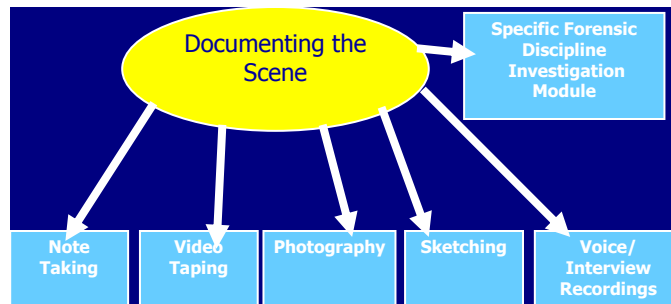 Documenting the
Scene
Specific Forensic
Discipline
Investigation
Module
Note
Taking
Video
Taping
Photography
Sketching
Voice/
Interview
Recordings